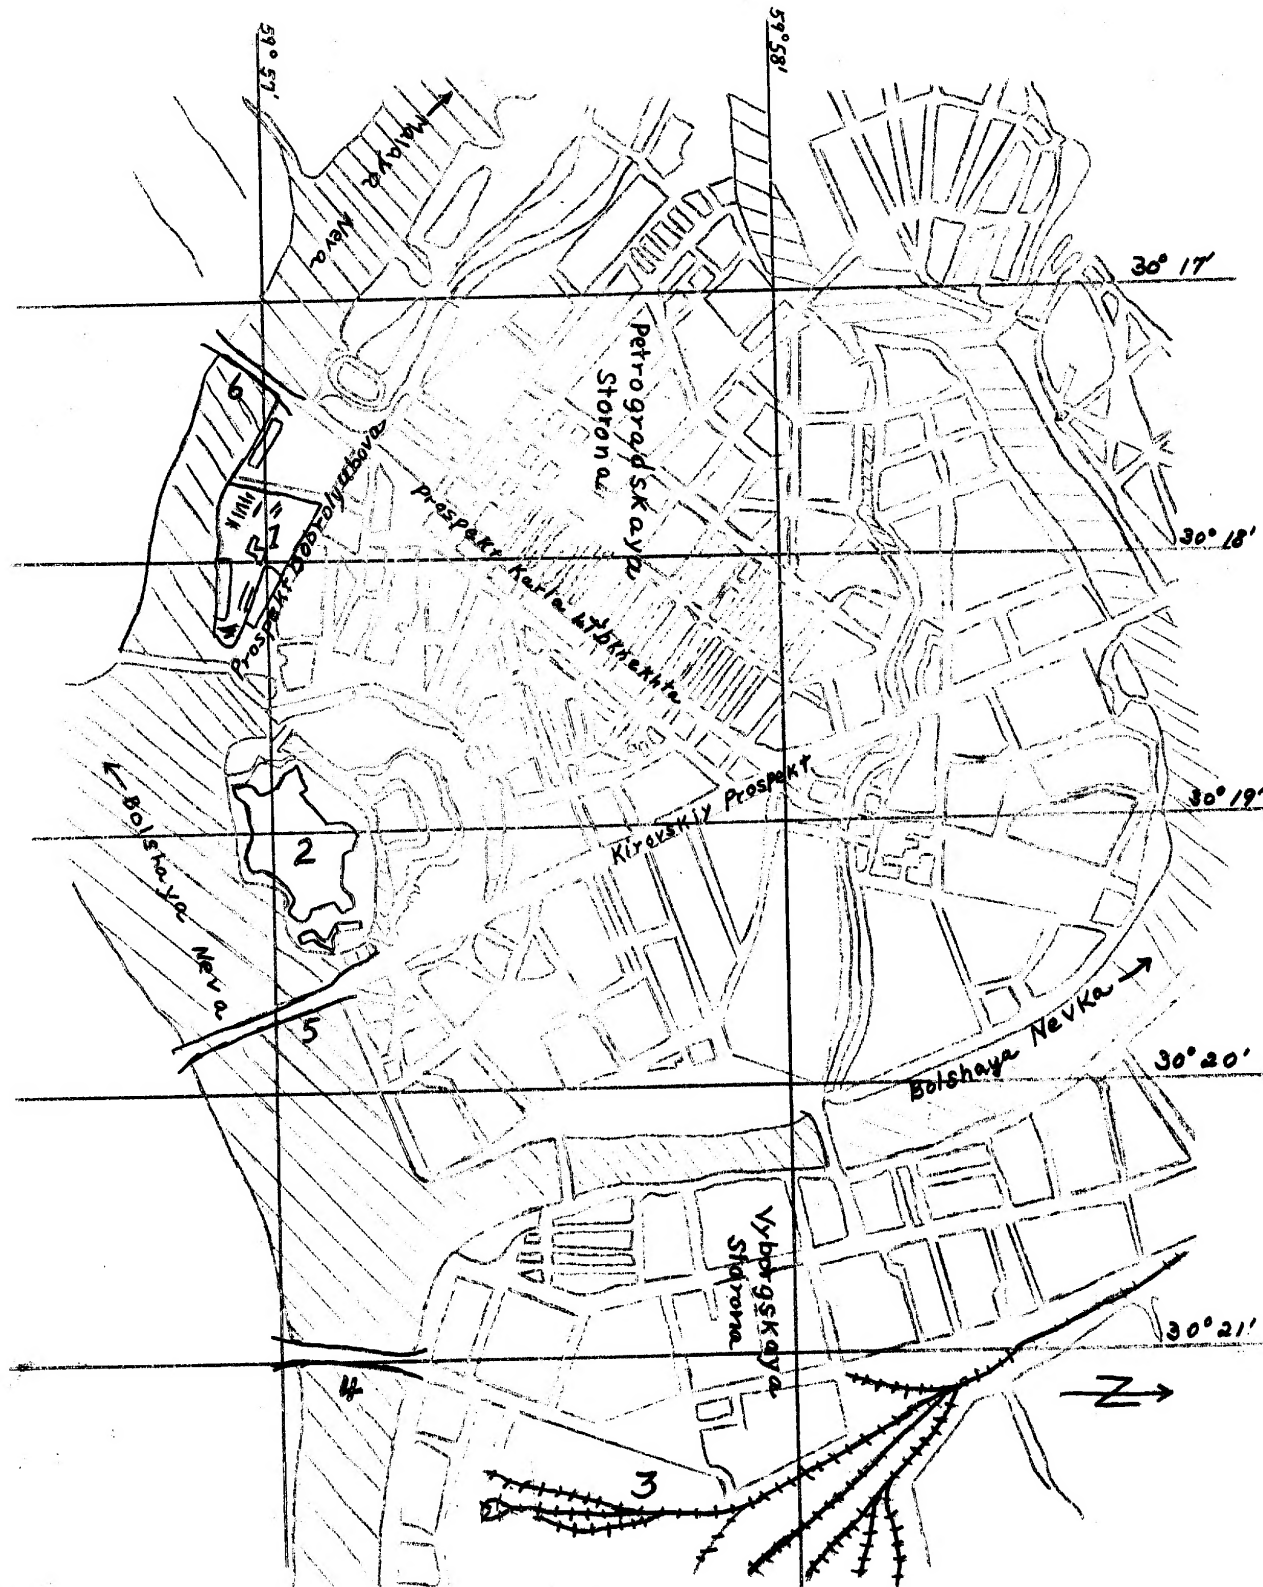 59° 57'
59° 58'
Malaya
Neva
30° 17'
Petrogradskaya
Storona
6
Prospekt Dobrolyubova
Prospekt Karla Libknekhta
30° 18'
1
Kirovskiy Prospekt
30° 19'
2
Bolshaya Neva
5
Bolshaya Nevka
30° 20'
Vyborgskaya
Storona
30° 21'
4
N
3